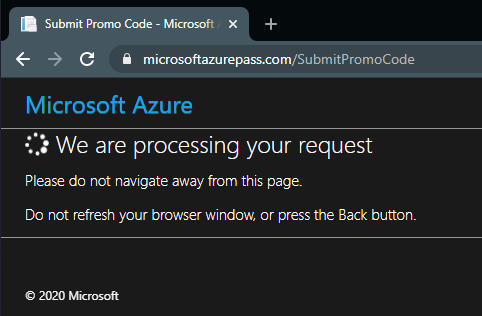 Submit Promo Code - Microsoft
microsoftazurepass.com/SubmitPromoCode
Microsoft Azure
We are processing your request
Please do not navigate away from this page.
Do not refresh your browser window, or press the Back button.
© 2020 Microsoft